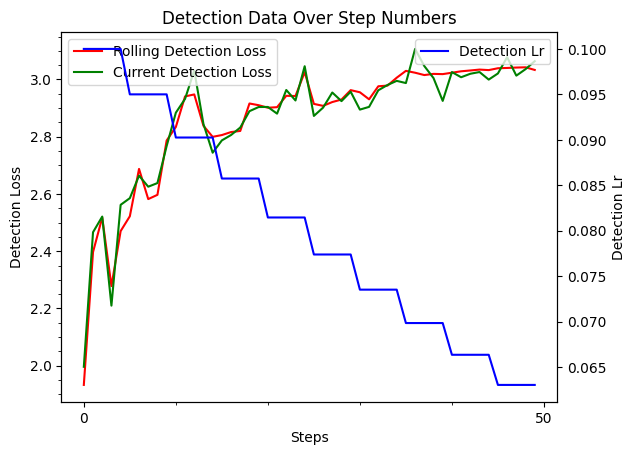 Detection Data Over Step Numbers
Rolling Detection Loss
Current Detection Loss
Detection Lr
Detection Loss
3.0
2.8
2.6
2.4
2.2
2.0
0.100
0.095
0.090
0.085
0.080
0.075
0.070
0.065
Detection Lr
0
50
Steps